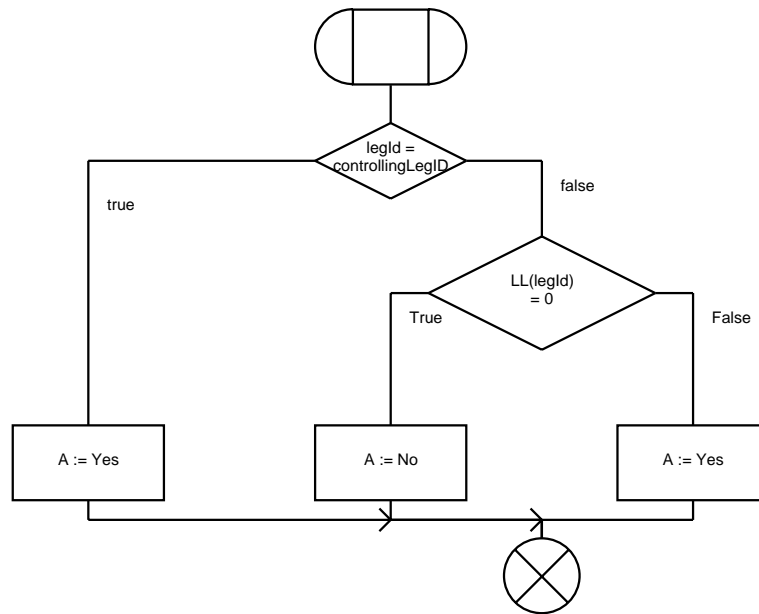 legId =
controllingLegID
true
false
LL(legId)
= 0
True
False
A := Yes
A := No
A := Yes